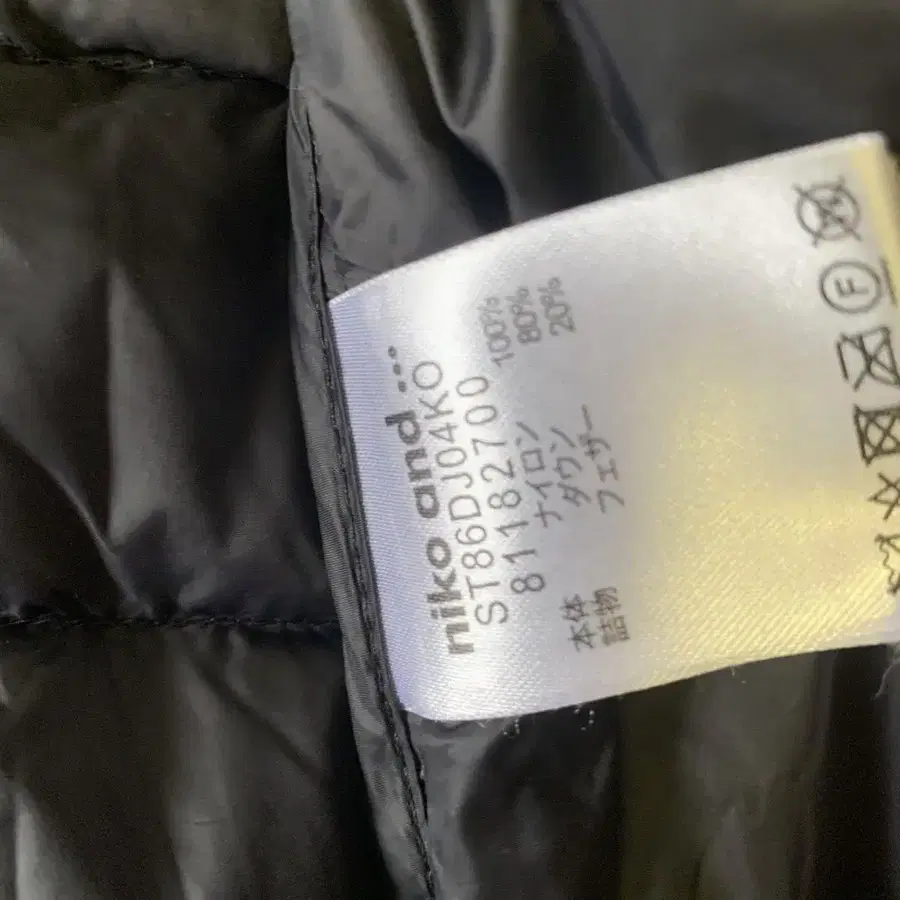 niko and ...
ST86DJ04KO
81182700
本体 ナイロン 100%
詰物 ダウン 80%
フェザー 20%
F